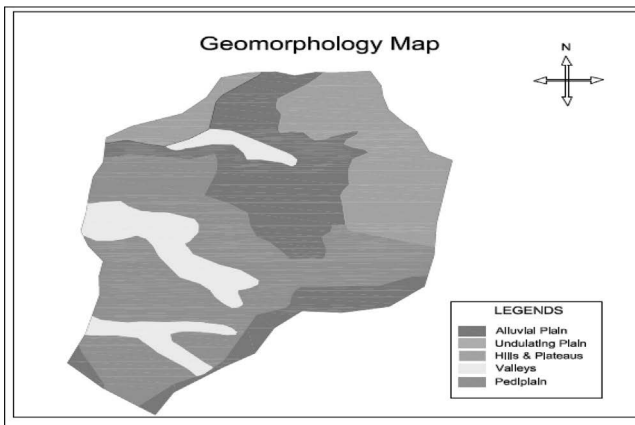 Geomorphology Map
N
LEGENDS
Alluvial Plain
Undulating Plain
Hills & Plateaus
Valleys
Pediplain